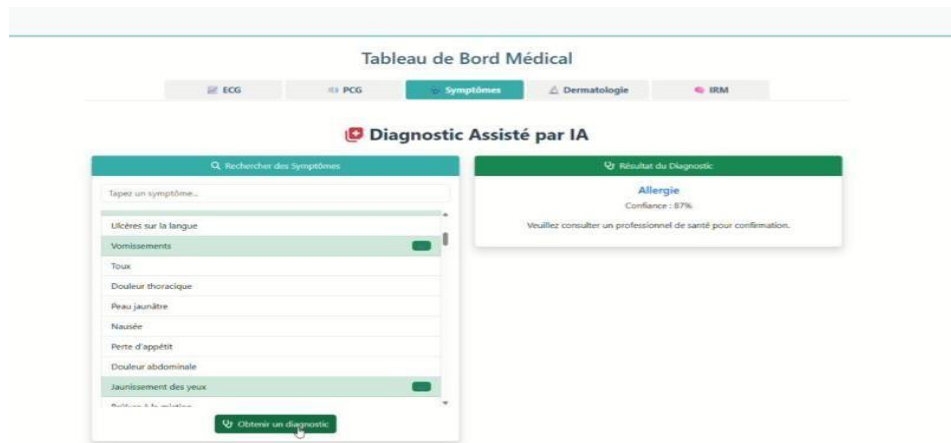 Tableau de Bord Médical
ECG
PCG
Symptômes
Dermatologie
IRM
Diagnostic Assisté par IA
Rechercher des Symptômes
Tapez un symptôme...
Ulcères sur la langue
Vomissements
Toux
Douleur thoracique
Peau jaunâtre
Nausée
Perte d'appétit
Douleur abdominale
Jaunissement des yeux
Obtenir un diagnostic
Résultat du Diagnostic
Allergie
Confiance : 87%
Veuillez consulter un professionnel de santé pour confirmation.